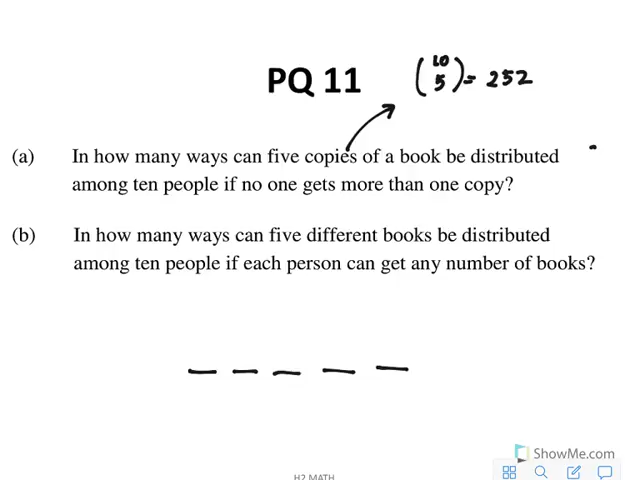 PQ 11
(10 5) = 252
(a) In how many ways can five copies of a book be distributed
among ten people if no one gets more than one copy?
(b) In how many ways can five different books be distributed
among ten people if each person can get any number of books?
ShowMe.com
H2 MATH